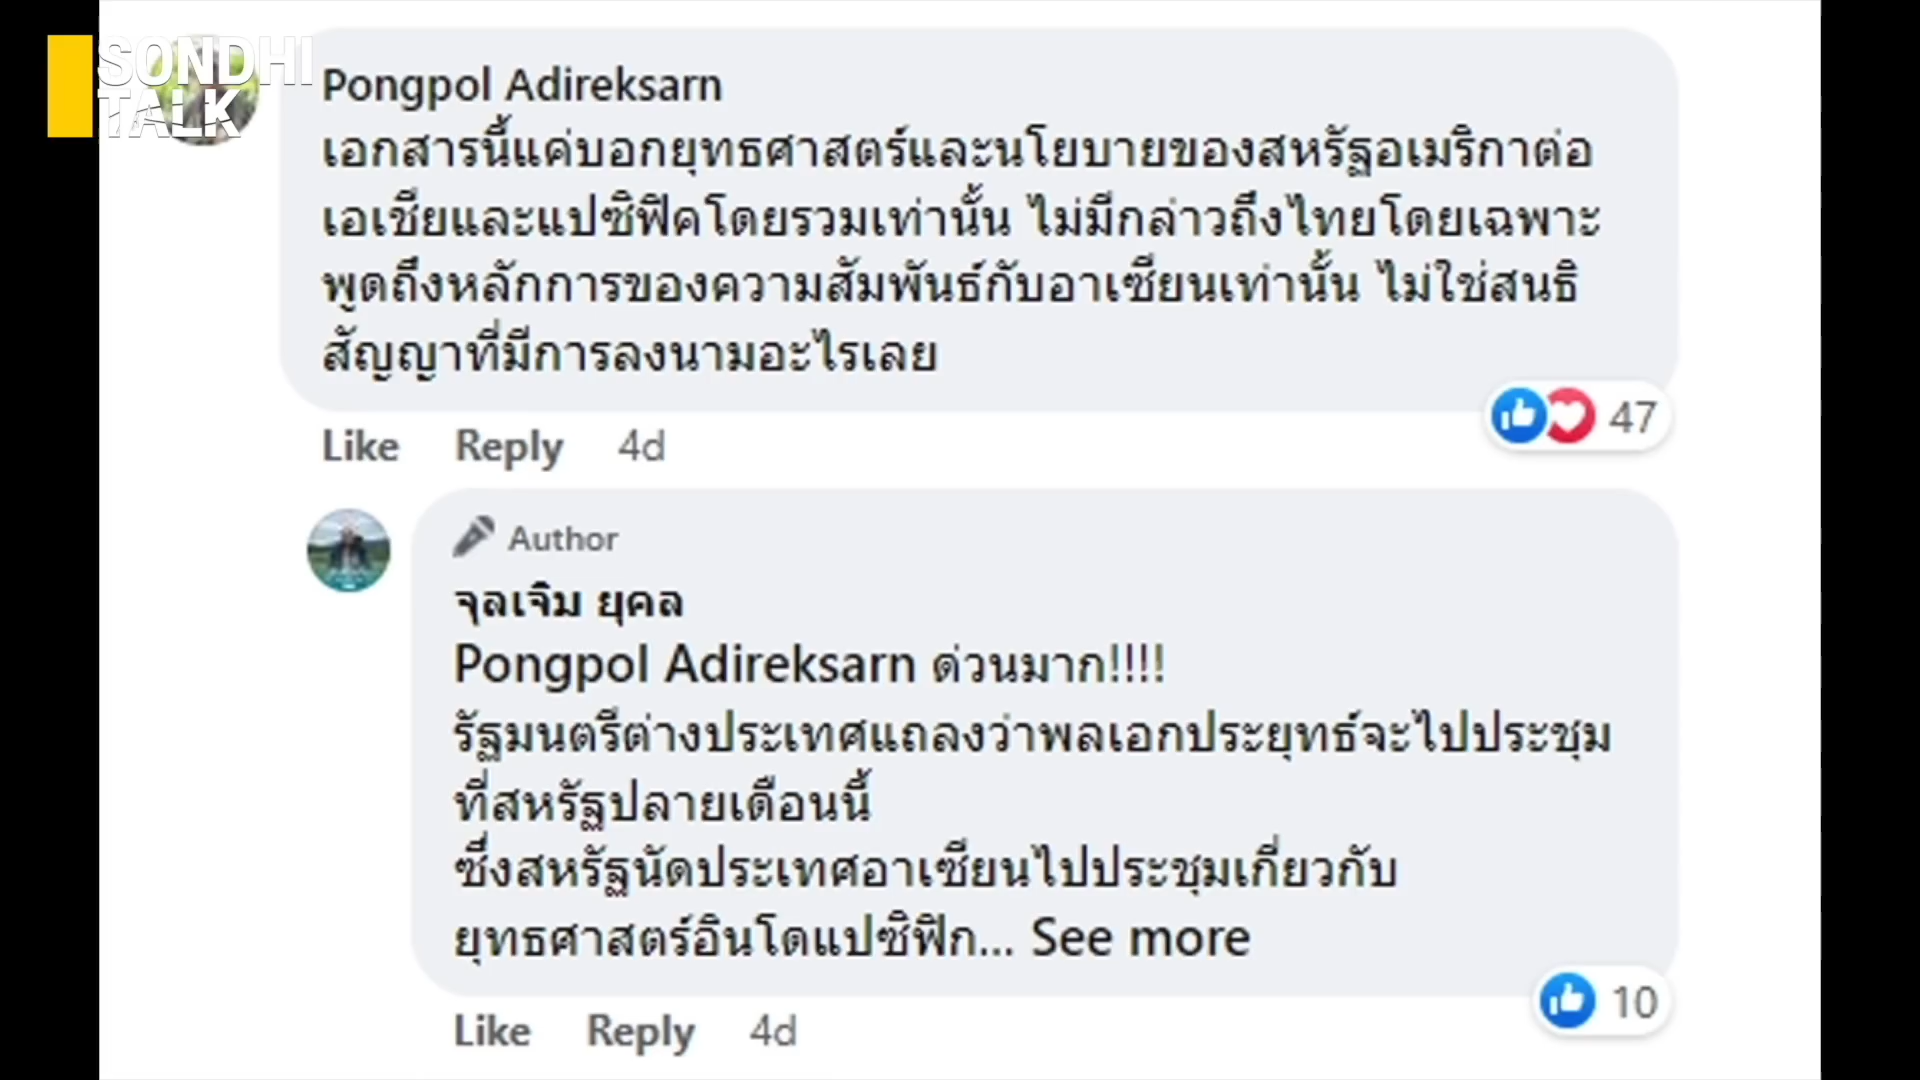 SONDHI
TALK
Pongpol Adireksarn
เอกสารนี้แค่บอกยุทธศาสตร์และนโยบายของสหรัฐอเมริกาต่อ
เอเชียและแปซิฟิคโดยรวมเท่านั้น ไม่มีกล่าวถึงไทยโดยเฉพาะ
พูดถึงหลักการของความสัมพันธ์กับอาเซียนเท่านั้น ไม่ใช่สนธิ
สัญญาที่มีการลงนามอะไรเลย
47
Like Reply 4d
Author
จุลเจิม ยุคล
Pongpol Adireksarn ด่วนมาก!!!!
รัฐมนตรีต่างประเทศแถลงว่าพลเอกประยุทธ์จะไปประชุม
ที่สหรัฐปลายเดือนนี้
ซึ่งสหรัฐนัดประเทศอาเซียนไปประชุมเกี่ยวกับ
ยุทธศาสตร์อินโดแปซิฟิก... See more
10
Like Reply 4d